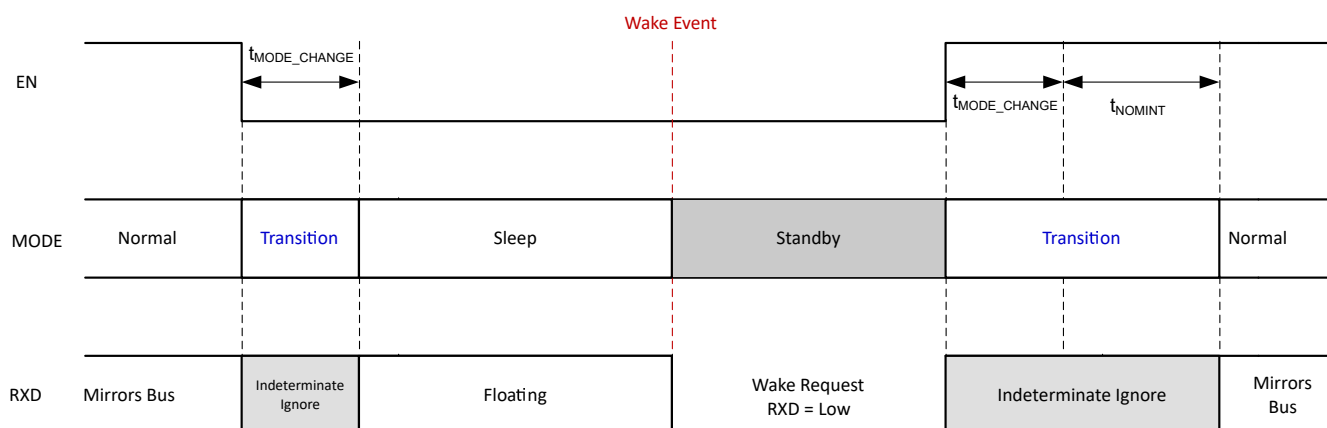 Wake Event
EN
tMODE_CHANGE
tMODE_CHANGE
tNOMINT
MODE
Normal
Transition
Sleep
Standby
Transition
Normal
RXD
Mirrors Bus
Indeterminate
Ignore
Floating
Wake Request
RXD = Low
Indeterminate Ignore
Mirrors
Bus